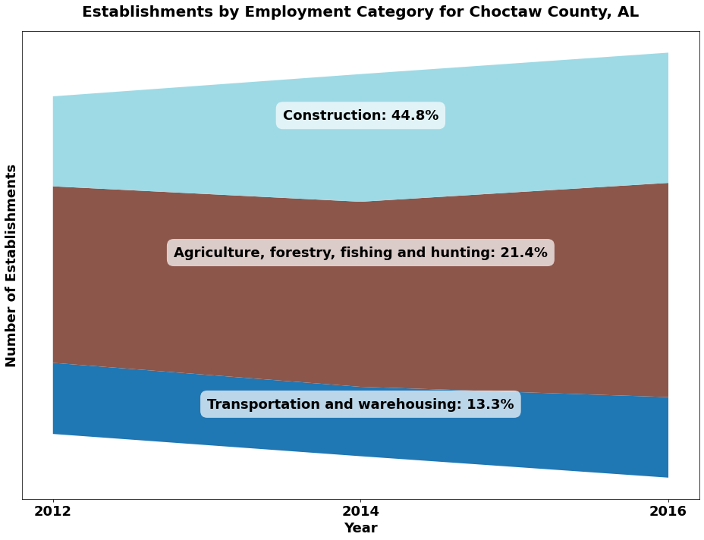 Establishments by Employment Category for Choctaw County, AL
Number of Establishments
Construction: 44.8%
Agriculture, forestry, fishing and hunting: 21.4%
Transportation and warehousing: 13.3%
2012 2014 2016
Year